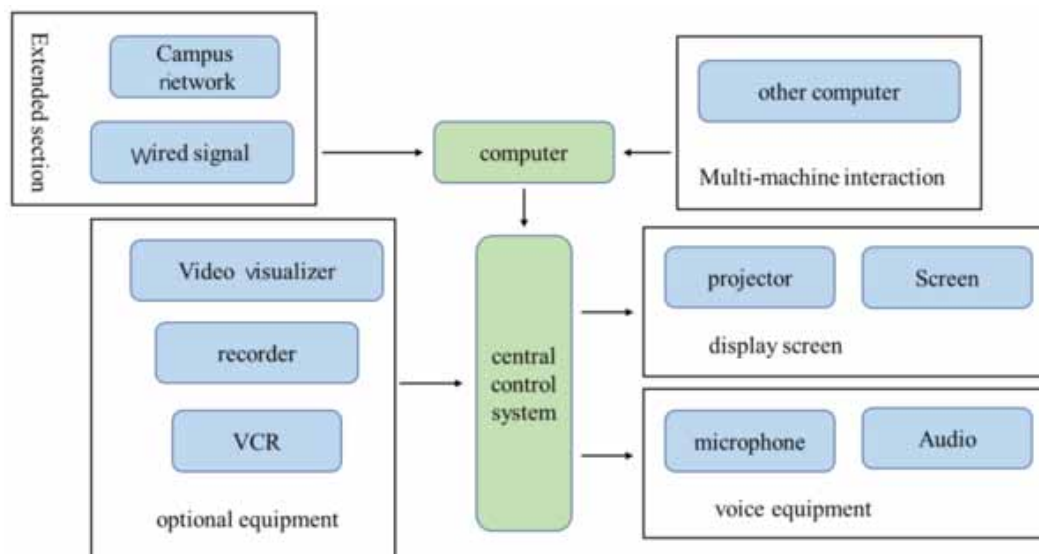 Extended section
Campus
network
Wired signal
computer
other computer
Multi-machine interaction
Video visualizer
recorder
VCR
optional equipment
central
control
system
projector
Screen
display screen
microphone
Audio
voice equipment